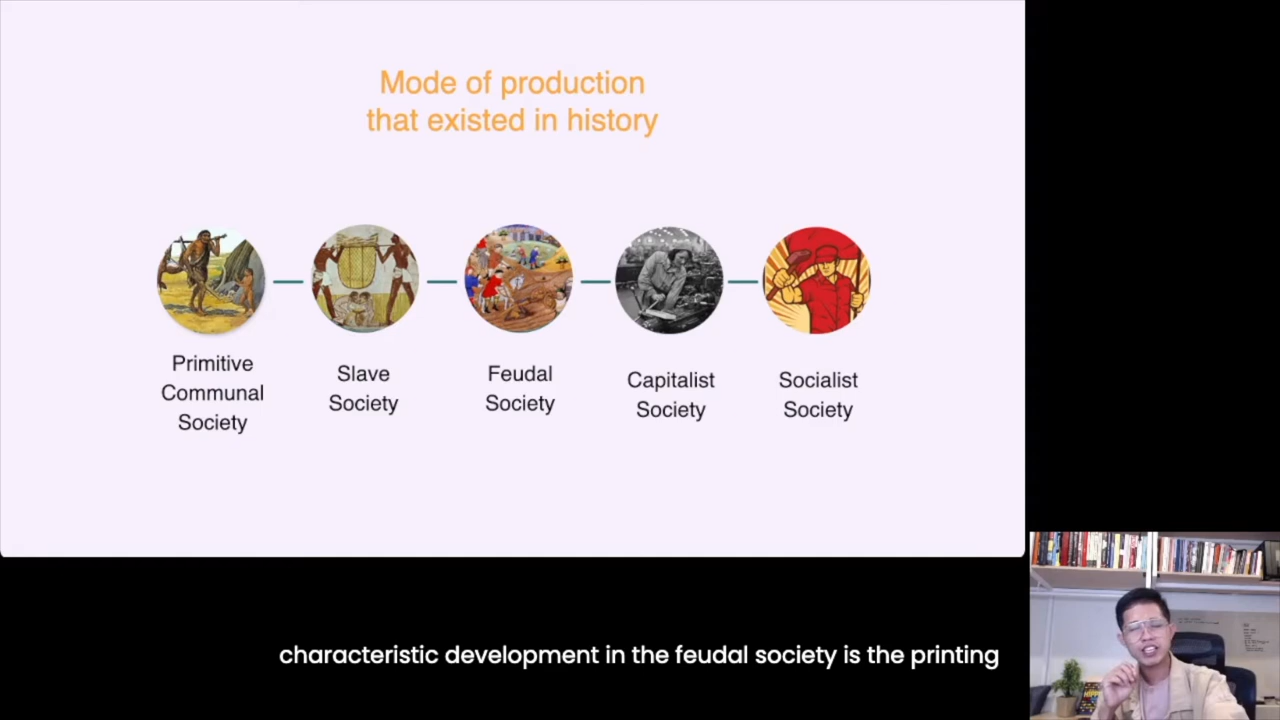 Mode of production
that existed in history
Primitive
Communal
Society
Slave
Society
Feudal
Society
Capitalist
Society
Socialist
Society
characteristic development in the feudal society is the printing